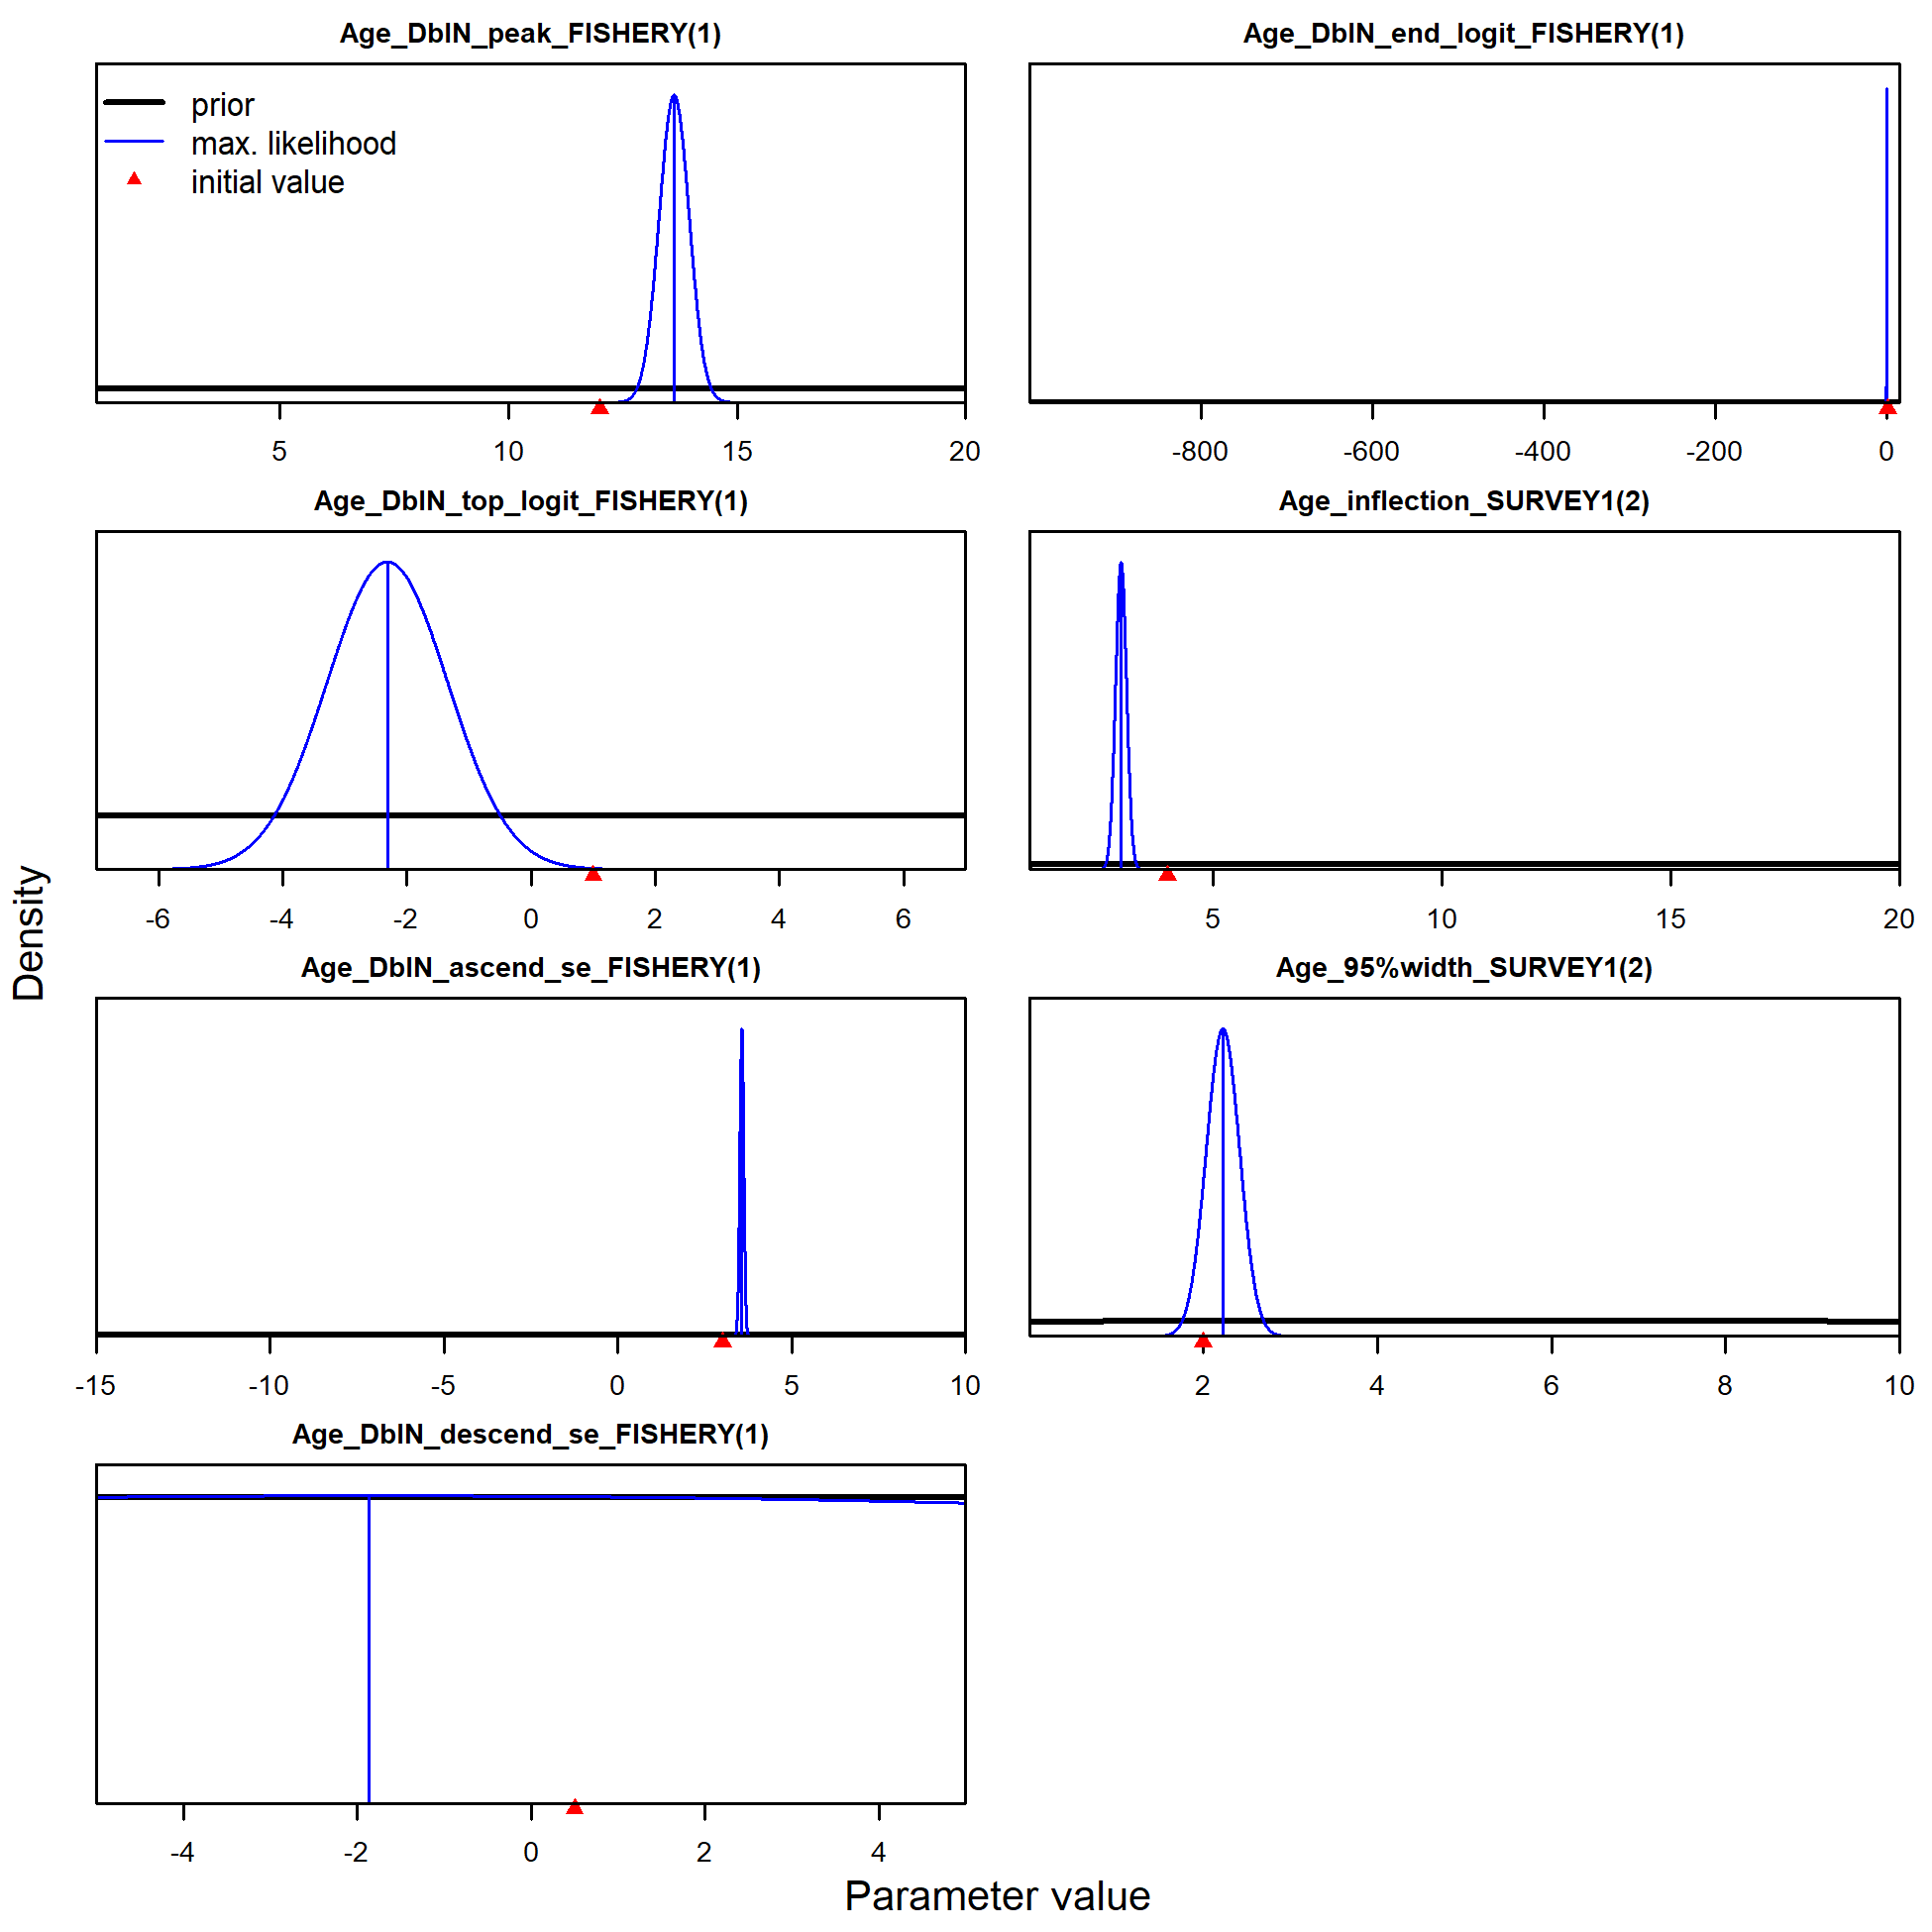 Age_DblN_peak_FISHERY(1)
prior
max. likelihood
initial value
5 10 15 20
Age_DblN_end_logit_FISHERY(1)
-800 -600 -400 -200 0
Age_DblN_top_logit_FISHERY(1)
-6 -4 -2 0 2 4 6
Age_inflection_SURVEY1(2)
5 10 15 20
Age_DblN_ascend_se_FISHERY(1)
-15 -10 -5 0 5 10
Age_95%width_SURVEY1(2)
2 4 6 8 10
Age_DblN_descend_se_FISHERY(1)
-4 -2 0 2 4
Density
Parameter value